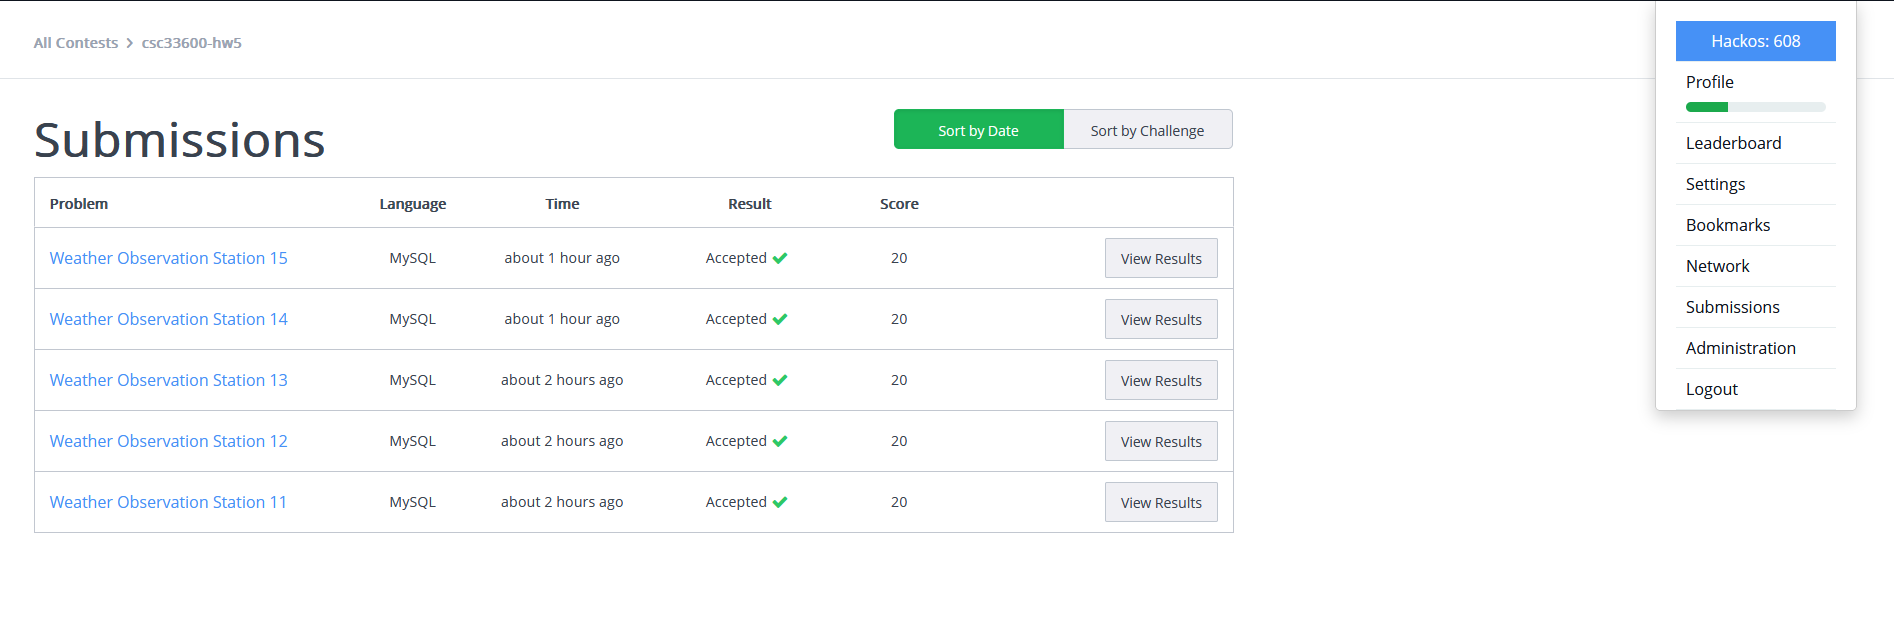 All Contests > csc33600-hw5
Submissions
Sort by Date Sort by Challenge
Problem Language Time Result Score
Weather Observation Station 15 MySQL about 1 hour ago Accepted 20 View Results
Weather Observation Station 14 MySQL about 1 hour ago Accepted 20 View Results
Weather Observation Station 13 MySQL about 2 hours ago Accepted 20 View Results
Weather Observation Station 12 MySQL about 2 hours ago Accepted 20 View Results
Weather Observation Station 11 MySQL about 2 hours ago Accepted 20 View Results
Hackos: 608
Profile
Leaderboard
Settings
Bookmarks
Network
Submissions
Administration
Logout